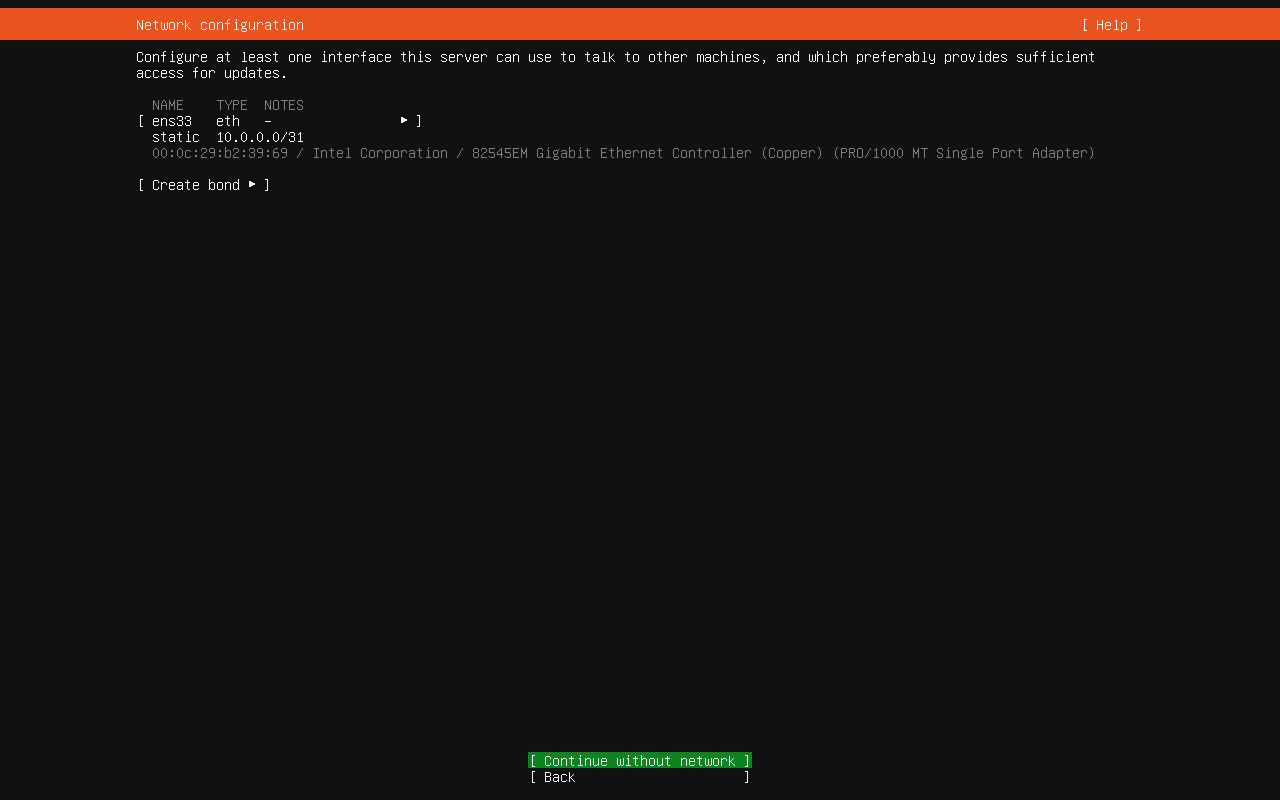 Network configuration [ Help ]
Configure at least one interface this server can use to talk to other machines, and which preferably provides sufficient
access for updates.
NAME TYPE NOTES
[ ens33 eth - ▸ ]
static 10.0.0.0/31
00:0c:29:b2:39:69 / Intel Corporation / 82545EM Gigabit Ethernet Controller (Copper) (PRO/1000 MT Single Port Adapter)
[ Create bond ▸ ]
[ Continue without network ]
[ Back ]